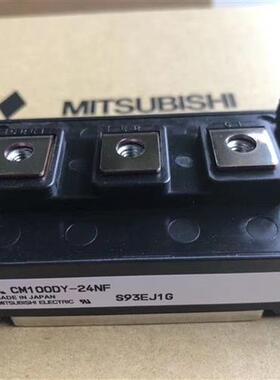 MITSUBISHI
CM100DY-24NF
MADE IN JAPAN
MITSUBISHI ELECTRIC
S93EJ1G